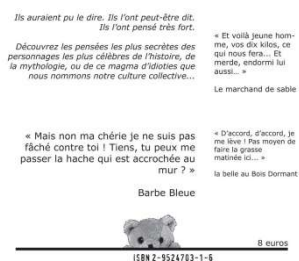 Ils auraient pu le dire. Ils l'ont peut-être dit.
Ils l'ont pensé très fort.
Découvrez les pensées les plus secrètes des
personnages les plus célèbres de l'histoire, de
la mythologie, ou de ce magma d'idioties que
nous nommons notre culture collective...
« Et voilà jeune hom-
me, vos dix kilos, ce
qui nous fera... Et
merde, endormi lui
aussi.. »
Le marchand de sable
« Mais non ma chérie je ne suis pas
fâché contre toi ! Tiens, tu peux me
passer la hache qui est accrochée au
mur ? »
Barbe Bleue
« D'accord, d'accord, je
me lève ! Pas moyen de
faire la grasse
matinée ici... »
la belle au Bois Dormant
8 euros
ISBN 2-9524703-1-6